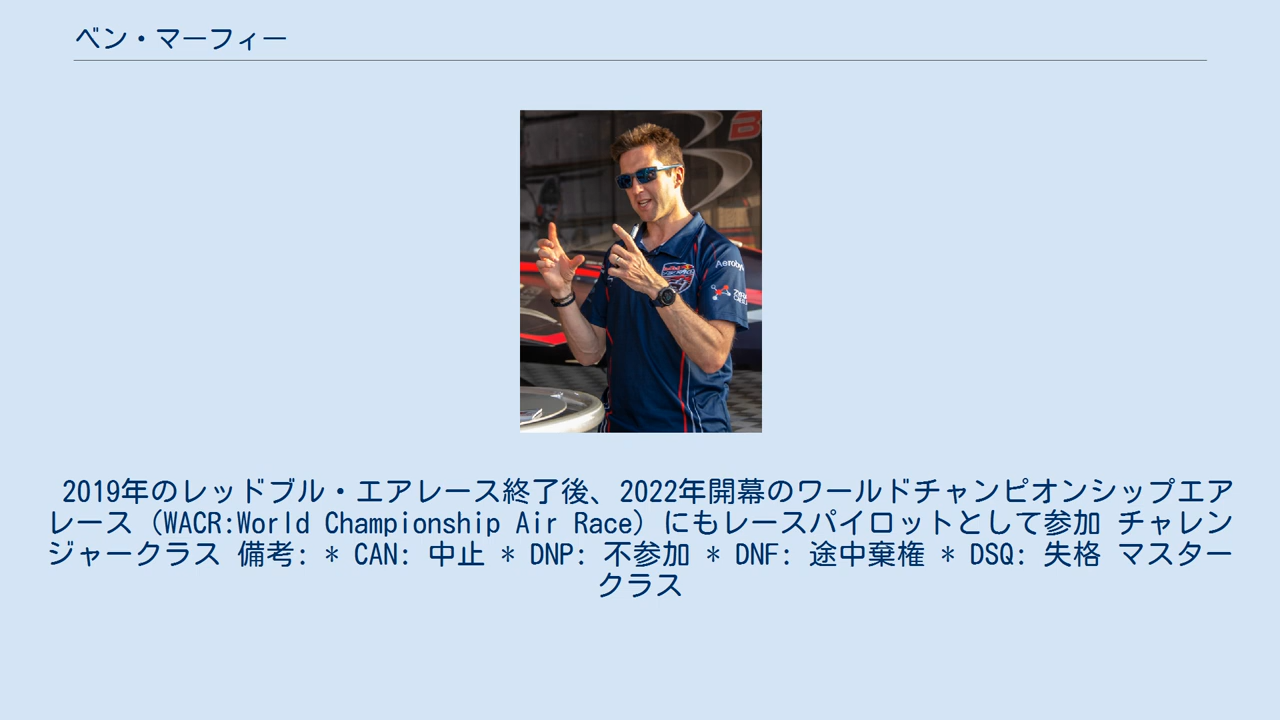 ベン・マーフィー
B
Aeroby
2019年のレッドブル・エアレース終了後、2022年開幕のワールドチャンピオンシップエア
レース（WACR:World Championship Air Race）にもレースパイロットとして参加 チャレン
ジャークラス 備考: * CAN: 中止 * DNP: 不参加 * DNF: 途中棄権 * DSQ: 失格 マスター
クラス